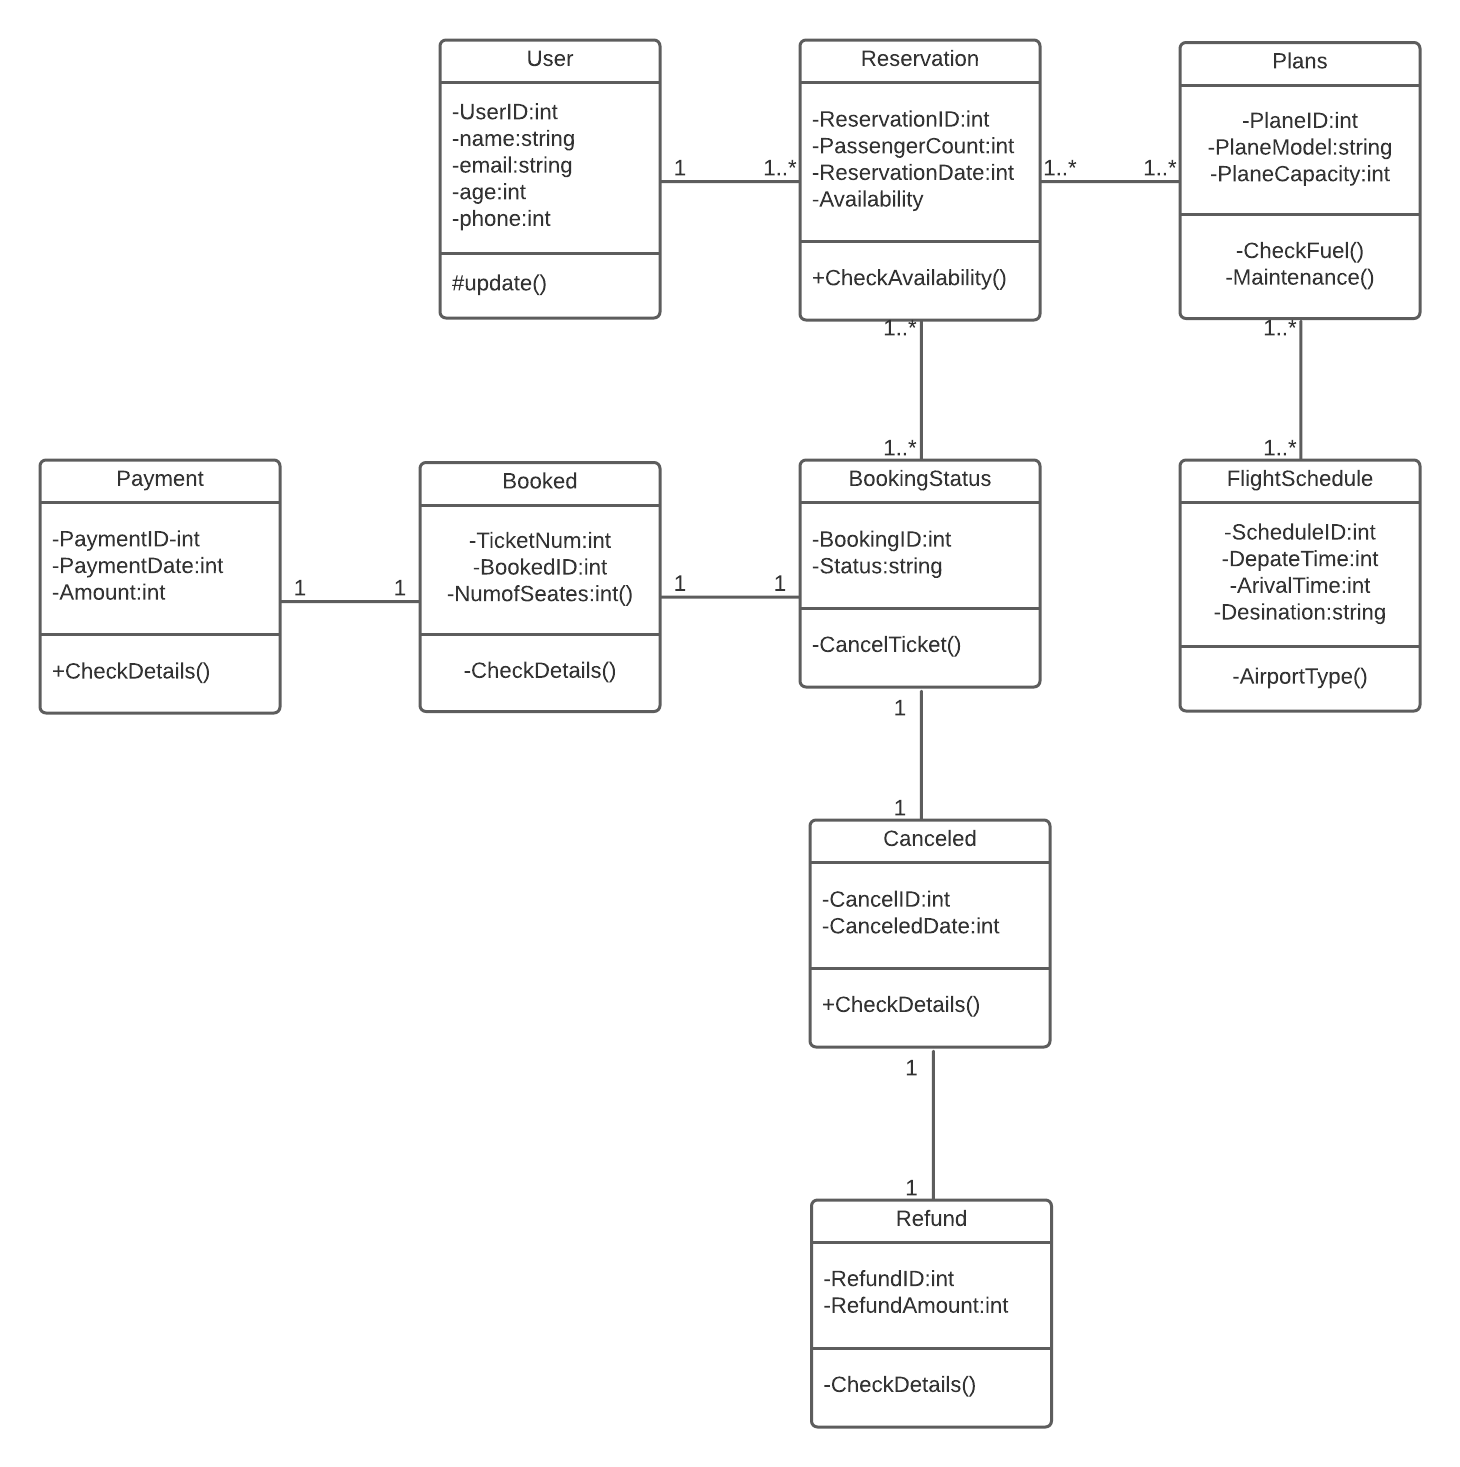 User
-UserID:int
-name:string
-email:string
-age:int
-phone:int
#update()
1
1..*
Reservation
-ReservationID:int
-PassengerCount:int
-ReservationDate:int
-Availability
+CheckAvailability()
1..*
1..*
Plans
-PlaneID:int
-PlaneModel:string
-PlaneCapacity:int
-CheckFuel()
-Maintenance()
1..*
1..*
1..*
1..*
Payment
-PaymentID-int
-PaymentDate:int
-Amount:int
+CheckDetails()
1
1
Booked
-TicketNum:int
-BookedID:int
-NumofSeates:int()
-CheckDetails()
1
1
BookingStatus
-BookingID:int
-Status:string
-CancelTicket()
FlightSchedule
-ScheduleID:int
-DepateTime:int
-ArivalTime:int
-Desination:string
-AirportType()
1
1
Canceled
-CancelID:int
-CanceledDate:int
+CheckDetails()
1
1
Refund
-RefundID:int
-RefundAmount:int
-CheckDetails()